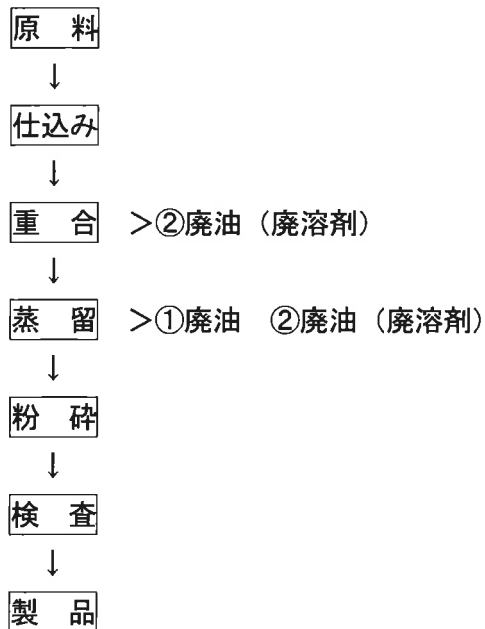 原　料
↓
仕込み
↓
重　合　＞②廃油（廃溶剤）
↓
蒸　留　＞①廃油　②廃油（廃溶剤）
↓
粉　砕
↓
検　査
↓
製　品